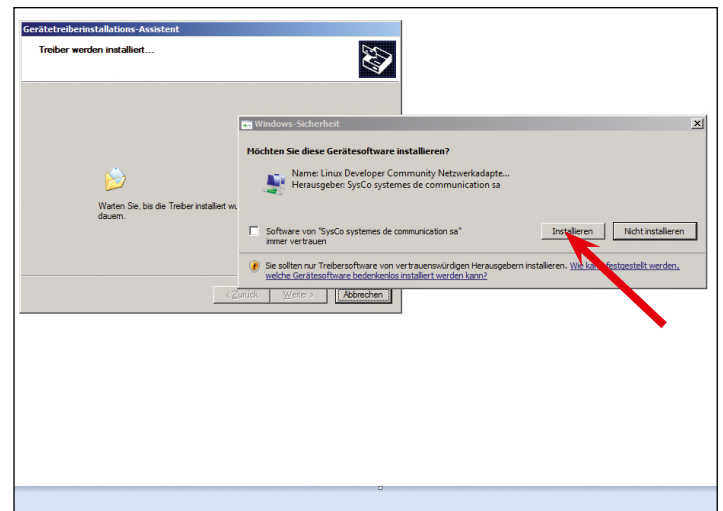 Gerätetreiberinstallations-Assistent
Treiber werden installiert...
Warten Sie, bis die Treiber installiert wu
dauern.
< Zurück
Weiter >
Abbrechen
Windows-Sicherheit
Möchten Sie diese Gerätesoftware installieren?
Name: Linux Developer Community Netzwerkadapte...
Herausgeber: SysCo systemes de communication sa
Software von "SysCo systemes de communication sa"
immer vertrauen
Installieren
Nicht installieren
Sie sollten nur Treibersoftware von vertrauenswürdigen Herausgebern installieren. Wie kann festgestellt werden,
welche Gerätesoftware bedenkenlos installiert werden kann?